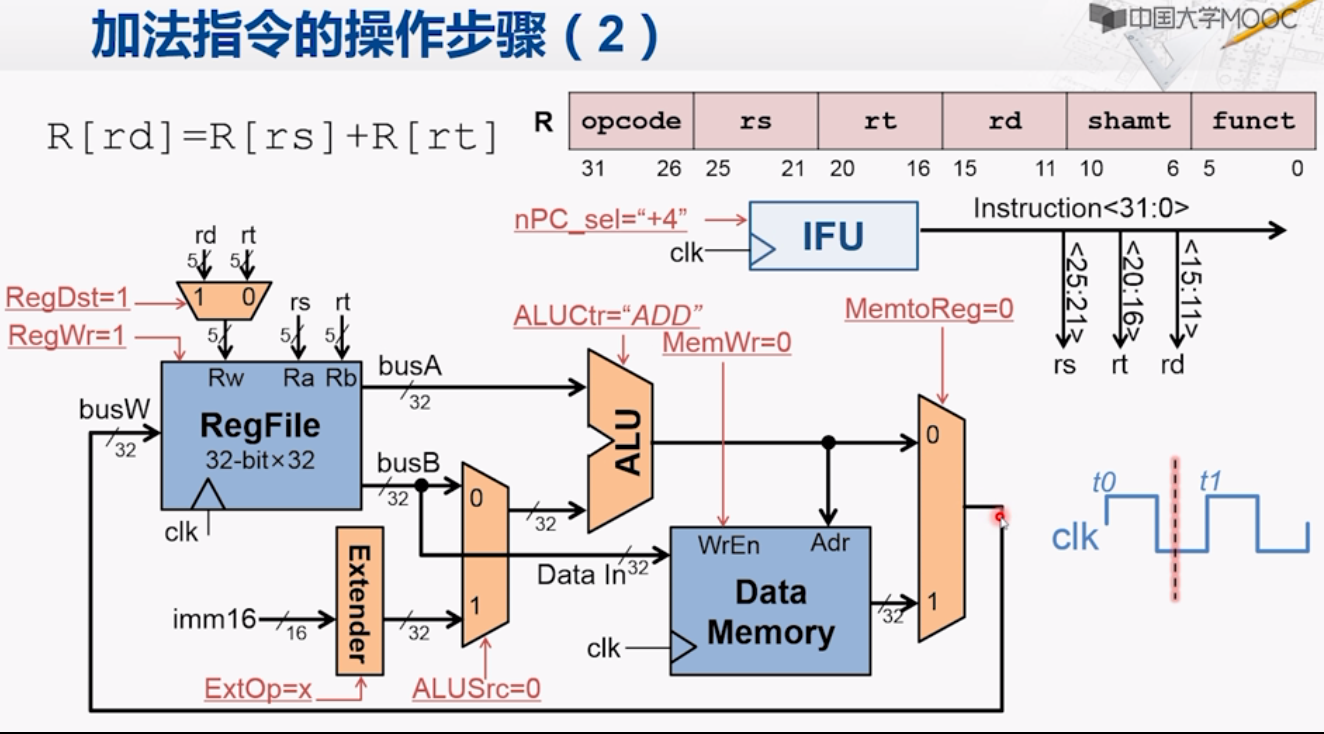 加法指令的操作步骤（2）
中国大学MOOC
R[rd]=R[rs]+R[rt]
R opcode rs rt rd shamt funct
31 26 25 21 20 16 15 11 10 6 5 0
nPC_sel=“+4”
clk
IFU
Instruction<31:0>
<25:21> <20:16> <15:11>
rs rt rd
rd rt
5 5
RegDst=1
1 0
RegWr=1
rs rt
5 5 5
Rw Ra Rb
RegFile
32-bit×32
clk
busW
32
busA
32
busB
32
ALUCtr=“ADD”
MemWr=0
MemtoReg=0
ALU
0
1
32
imm16
16
Extender
32
ExtOp=x
ALUSrc=0
Data In
32
WrEn Adr
Data
Memory
clk
32
0
1
t0 t1
clk